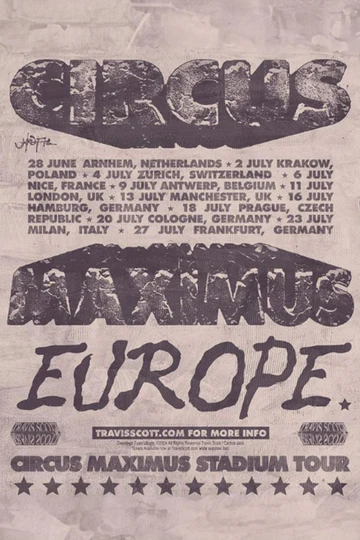 CIRCUS
28 JUNE ARNHEM, NETHERLANDS ★ 2 JULY KRAKOW,
POLAND ★ 4 JULY ZÜRICH, SWITZERLAND ★ 6 JULY
NICE, FRANCE ★ 9 JULY ANTWERP, BELGIUM ★ 11 JULY
LONDON, UK ★ 13 JULY MANCHESTER, UK ★ 16 JULY
HAMBURG, GERMANY ★ 18 JULY PRAGUE, CZECH
REPUBLIC ★ 20 JULY COLOGNE, GERMANY ★ 23 JULY
MILAN, ITALY ★ 27 JULY FRANKFURT, GERMANY
MAXIMUS
EUROPE.
TRAVISSCOTT.COM FOR MORE INFO
CIRCUS MAXIMUS STADIUM TOUR